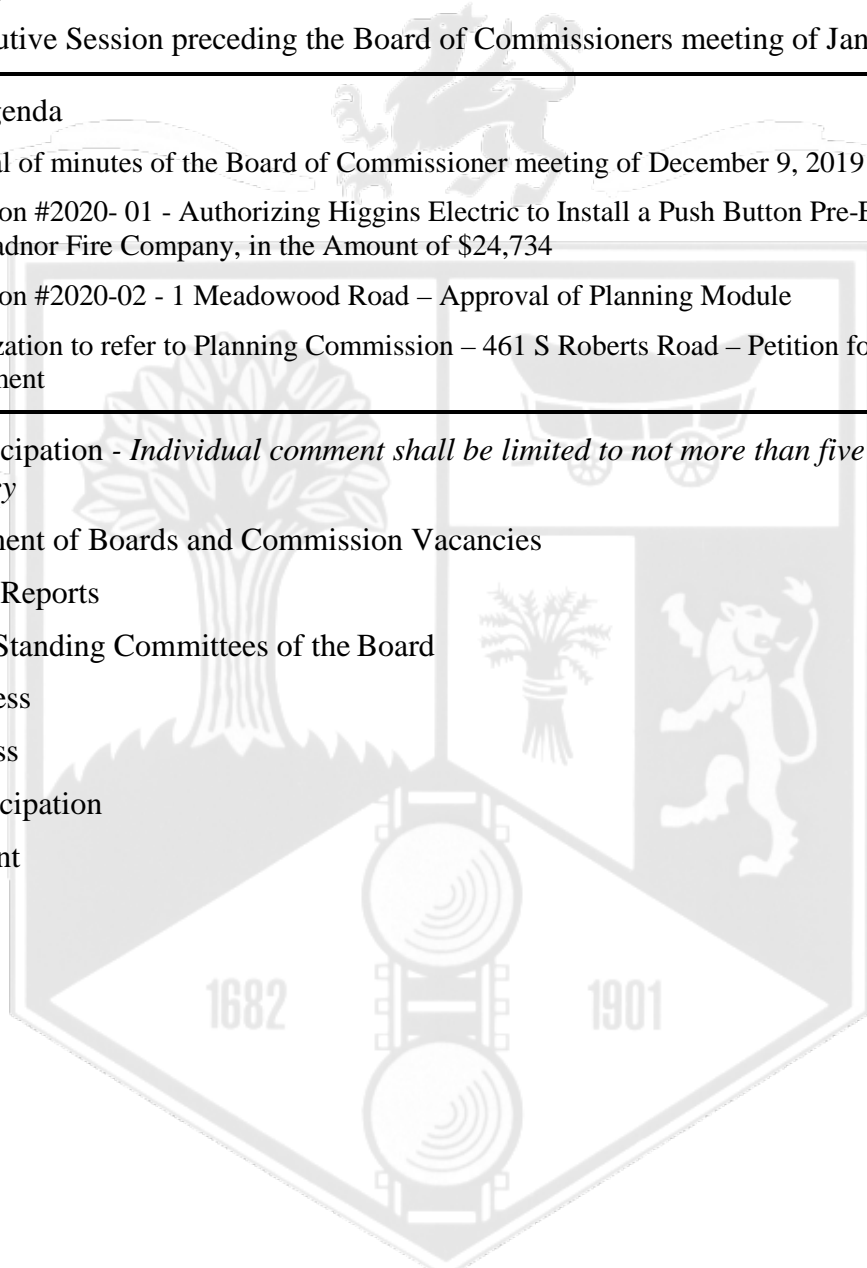 utive Session preceding the Board of Commissioners meeting of Jan
genda
al of minutes of the Board of Commissioner meeting of December 9, 2019
on #2020- 01 - Authorizing Higgins Electric to Install a Push Button Pre-E
adnor Fire Company, in the Amount of $24,734
on #2020-02 - 1 Meadowood Road – Approval of Planning Module
zation to refer to Planning Commission – 461 S Roberts Road – Petition fo
ment
cipation - Individual comment shall be limited to not more than five
ry
ment of Boards and Commission Vacancies
Reports
Standing Committees of the Board
ess
ss
cipation
nt
1682 1901